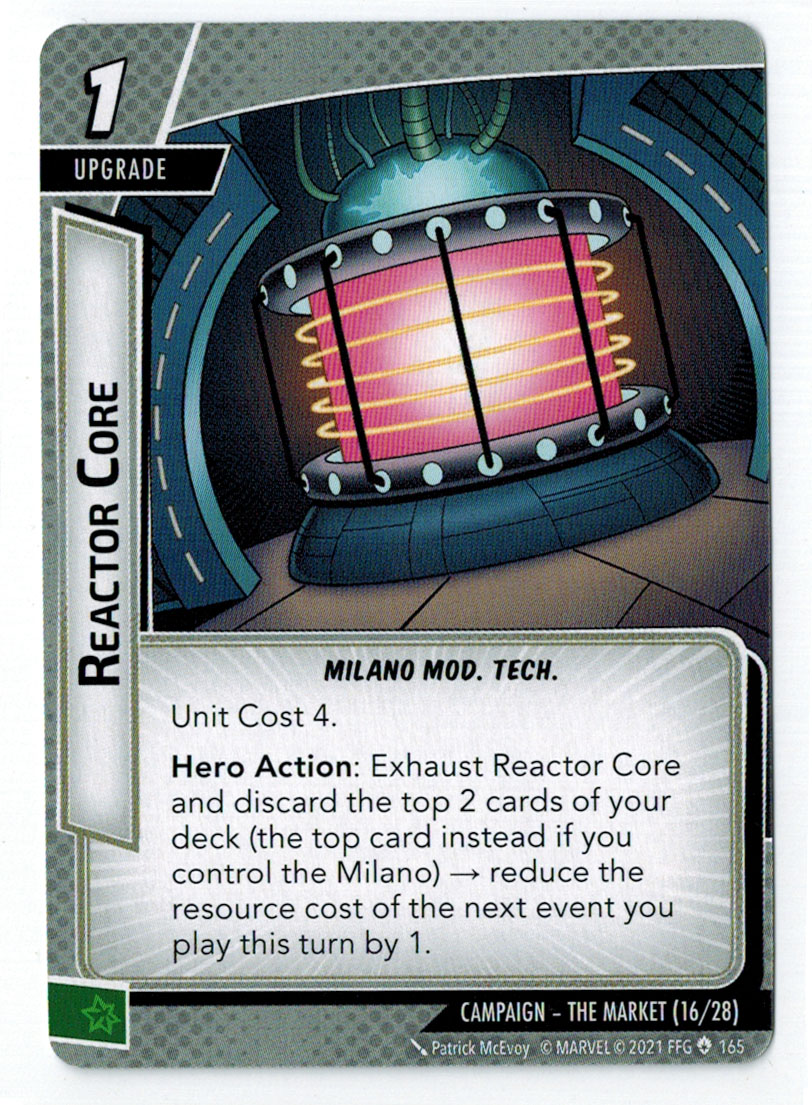 1
UPGRADE
REACTOR CORE
MILANO MOD. TECH.
Unit Cost 4.
Hero Action: Exhaust Reactor Core
and discard the top 2 cards of your
deck (the top card instead if you
control the Milano) → reduce the
resource cost of the next event you
play this turn by 1.
CAMPAIGN – THE MARKET (16/28)
Patrick McEvoy © MARVEL © 2021 FFG 165